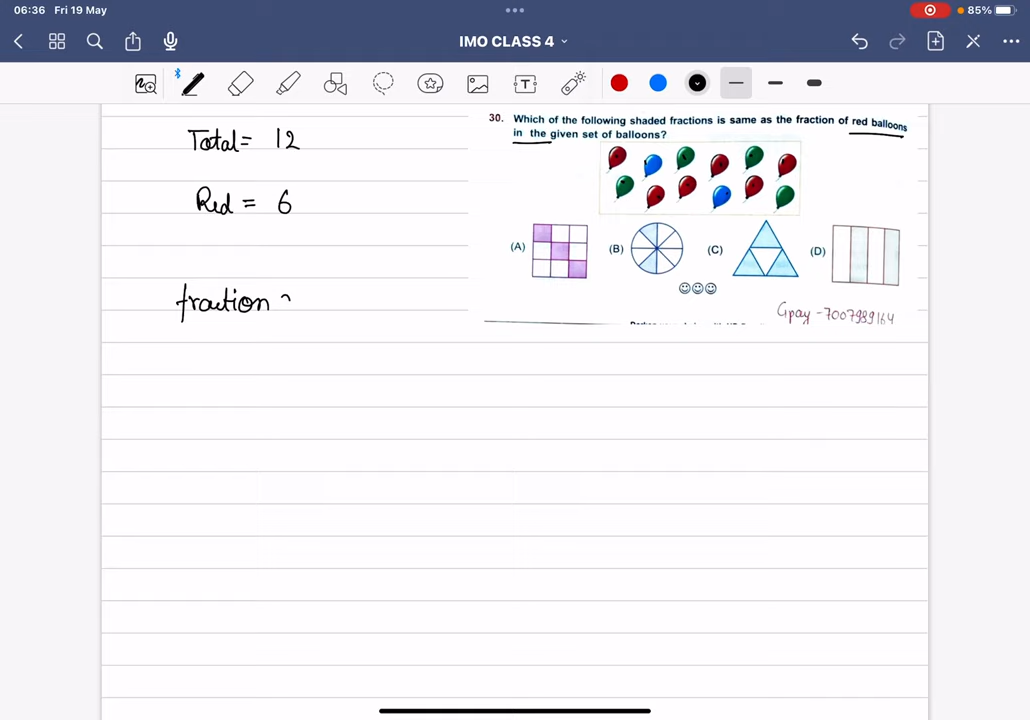 06:36 Fri 19 May
85%
IMO CLASS 4
T
Total= 12
Red = 6
fraction
30. Which of the following shaded fractions is same as the fraction of red balloons
in the given set of balloons?
(A) (B) (C) (D)
Gpay -7007989164